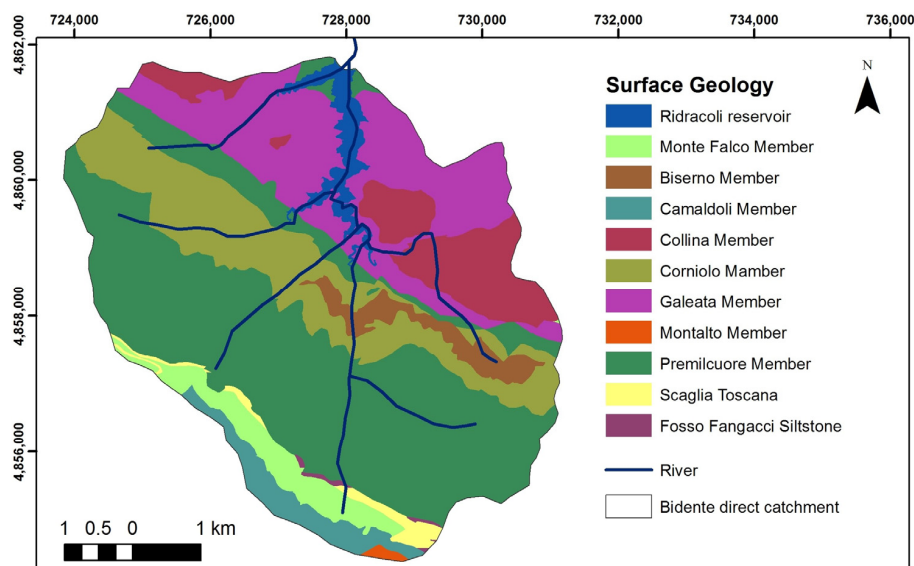 724,000 726,000 728,000 730,000 732,000 734,000 736,000
4,862,000
4,860,000
4,858,000
4,856,000
N
Surface Geology
Ridracoli reservoir
Monte Falco Member
Biserno Member
Camaldoli Member
Collina Member
Corniolo Mamber
Galeata Member
Montalto Member
Premilcuore Member
Scaglia Toscana
Fosso Fangacci Siltstone
River
Bidente direct catchment
1 0.5 0 1 km